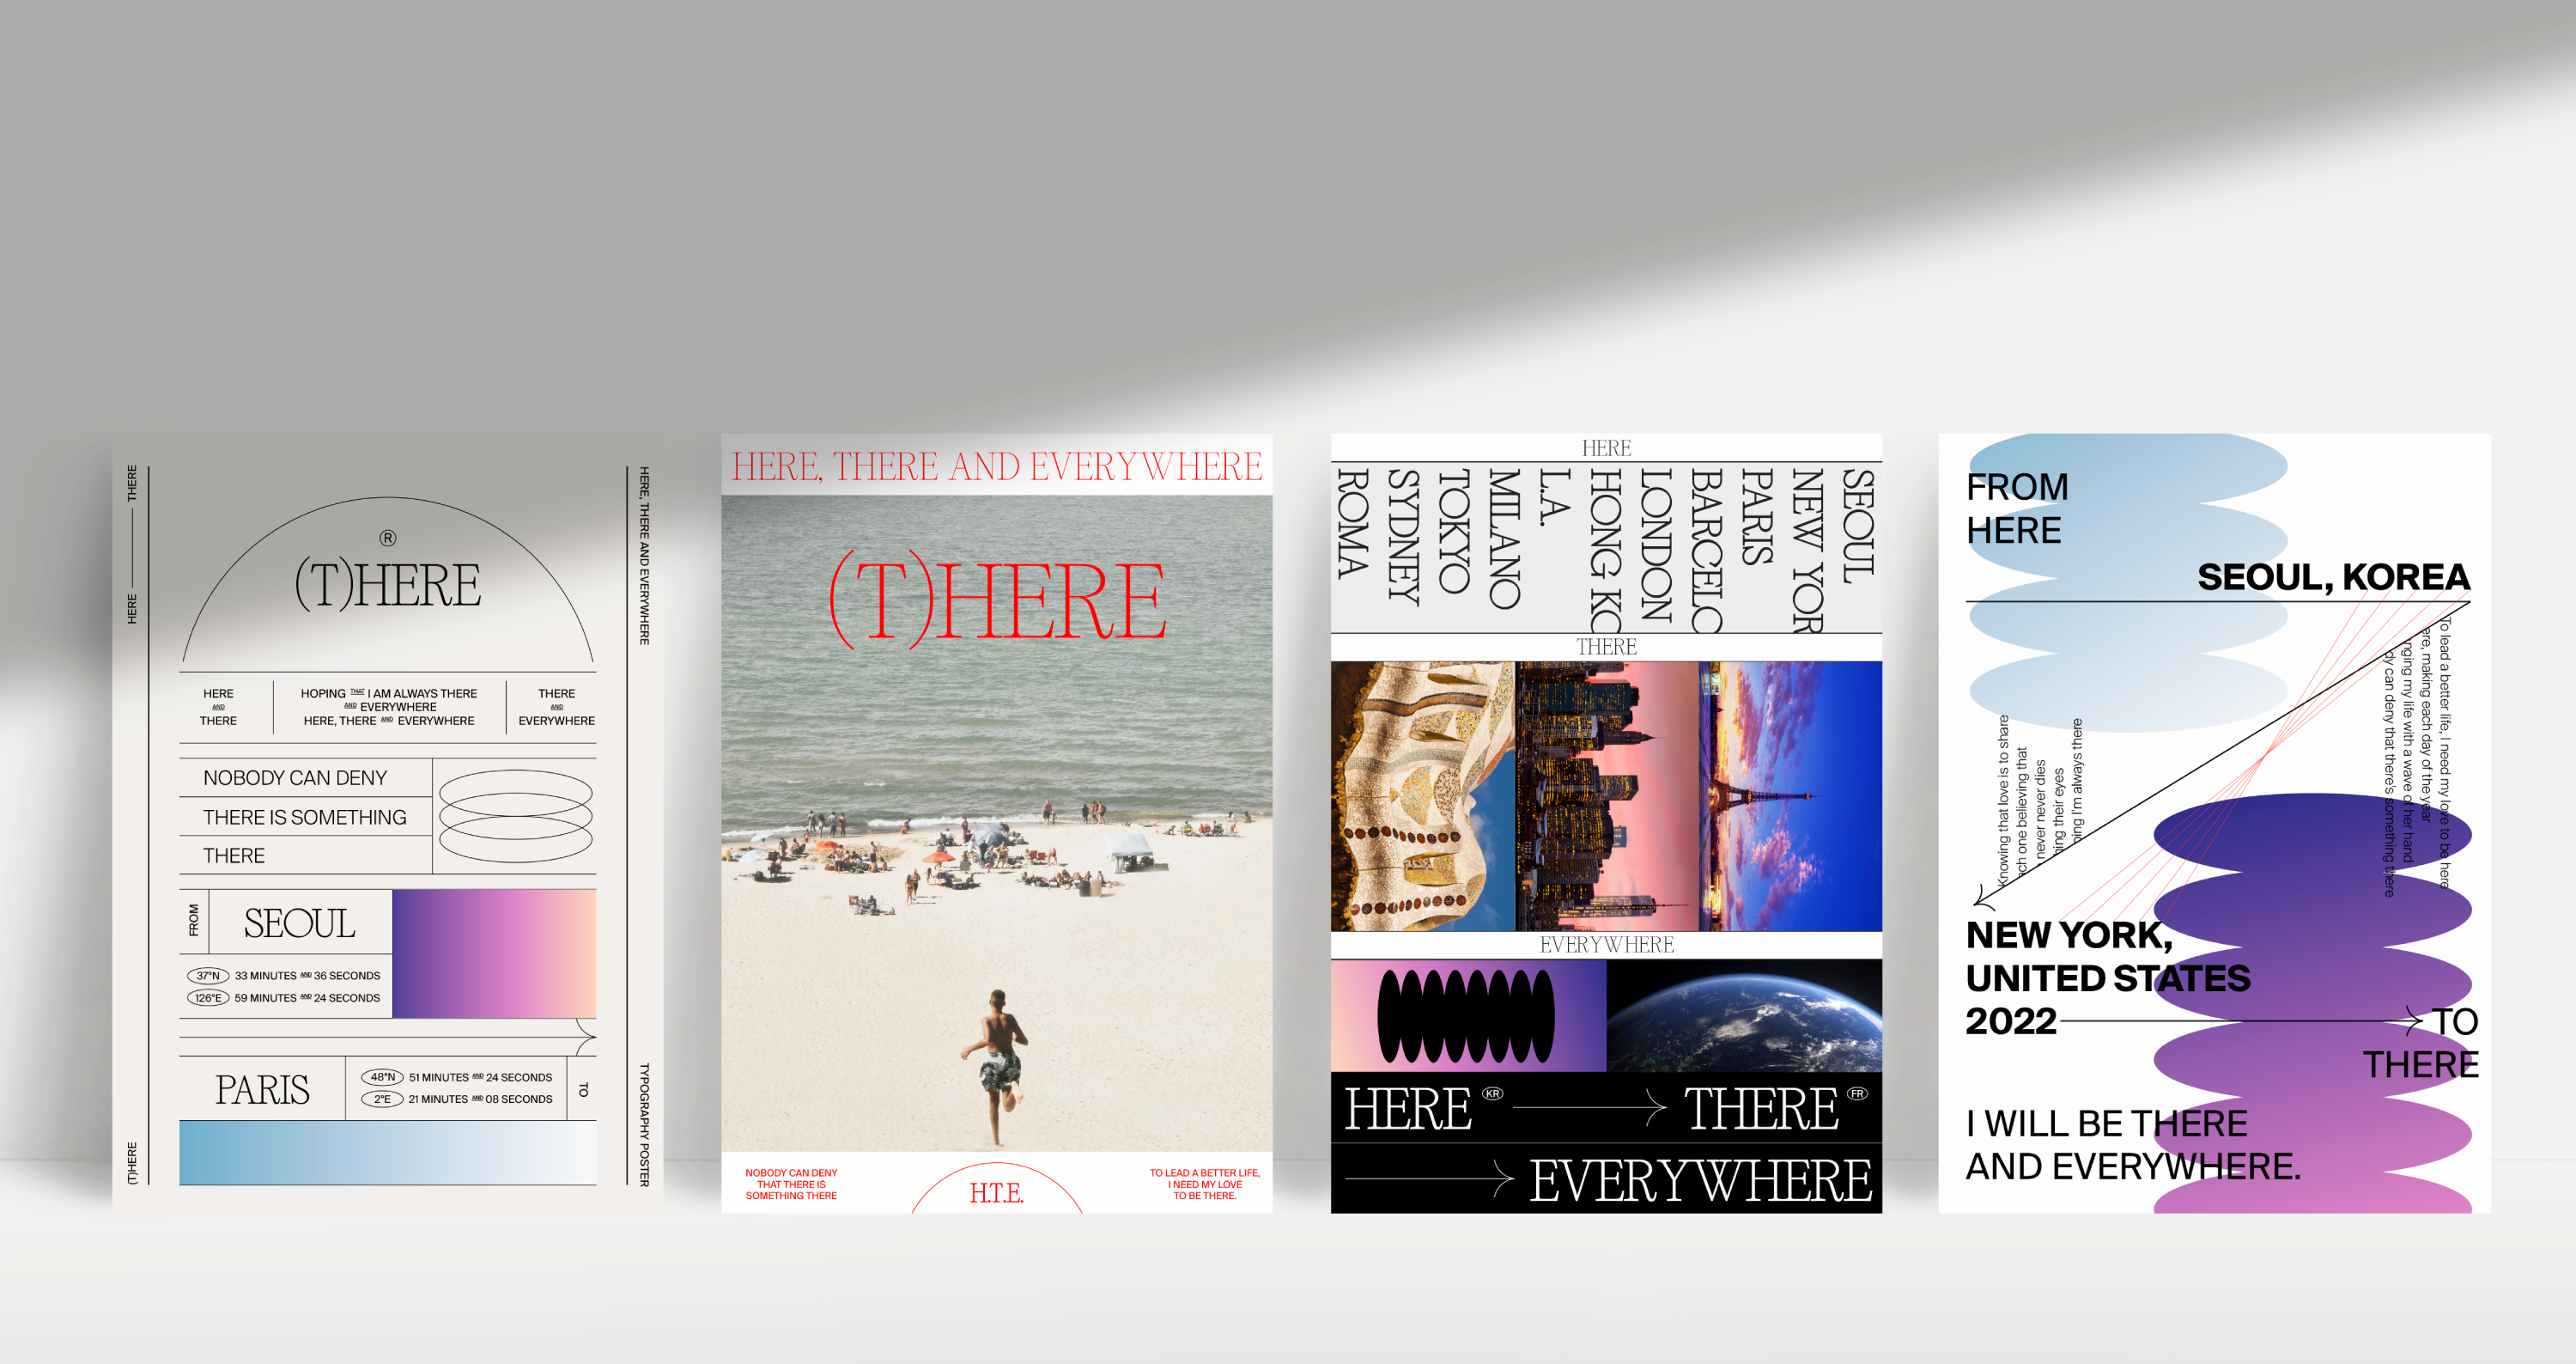 THERE
HERE
(T)HERE
®
(T)HERE
HERE
AND
THERE
HOPING THAT I AM ALWAYS THERE
AND EVERYWHERE
HERE, THERE AND EVERYWHERE
THERE
AND
EVERYWHERE
NOBODY CAN DENY
THERE IS SOMETHING
THERE
FROM
SEOUL
37°N 33 MINUTES AND 36 SECONDS
126°E 59 MINUTES AND 24 SECONDS
PARIS
48°N 51 MINUTES AND 24 SECONDS
2°E 21 MINUTES AND 08 SECONDS
TO
HERE, THERE AND EVERYWHERE
TYPOGRAPHY POSTER
HERE, THERE AND EVERYWHERE
(T)HERE
NOBODY CAN DENY
THAT THERE IS
SOMETHING THERE
H.T.E.
TO LEAD A BETTER LIFE,
I NEED MY LOVE
TO BE THERE.
HERE
SEOUL
NEW YOR
PARIS
BARCELO
LONDON
HONG KO
L.A.
MILANO
TOKYO
SYDNEY
ROMA
THERE
EVERYWHERE
HERE KR THERE FR
EVERYWHERE
FROM
HERE
SEOUL, KOREA
To lead a better life, I need my love to be here
ere, making each day of the year
nging my life with a wave of her hand
dy can deny that there's something there
Knowing that love is to share
ch one believing that
never never dies
ing their eyes
ping I'm always there
NEW YORK,
UNITED STATES
2022
TO
THERE
I WILL BE THERE
AND EVERYWHERE.